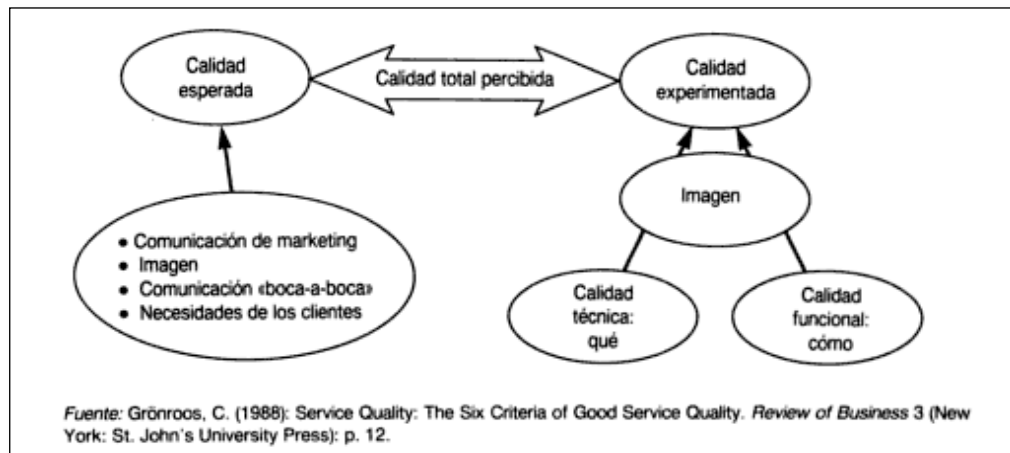 Calidad
esperada
Calidad total percibida
Calidad
experimentada
Imagen
● Comunicación de marketing
● Imagen
● Comunicación «boca-a-boca»
● Necesidades de los clientes
Calidad
técnica:
qué
Calidad
funcional:
cómo
Fuente: Grönroos, C. (1988): Service Quality: The Six Criteria of Good Service Quality. Review of Business 3 (New
York: St. John's University Press): p. 12.